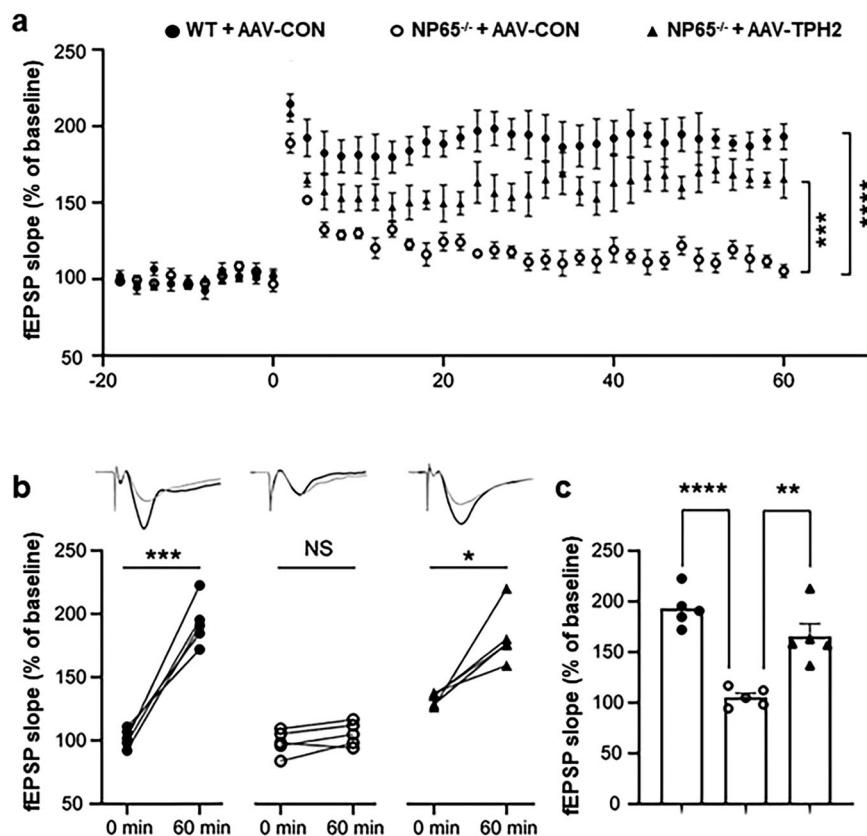 a
● WT + AAV-CON ○ NP65-/- + AAV-CON ▲ NP65-/- + AAV-TPH2
fEPSP slope (% of baseline)
250
200
150
100
50
-20 0 20 40 60
***
****
b
fEPSP slope (% of baseline)
250
200
150
100
50
*** NS *
0 min 60 min 0 min 60 min 0 min 60 min
c
**** **
fEPSP slope (% of baseline)
250
200
150
100
50
0